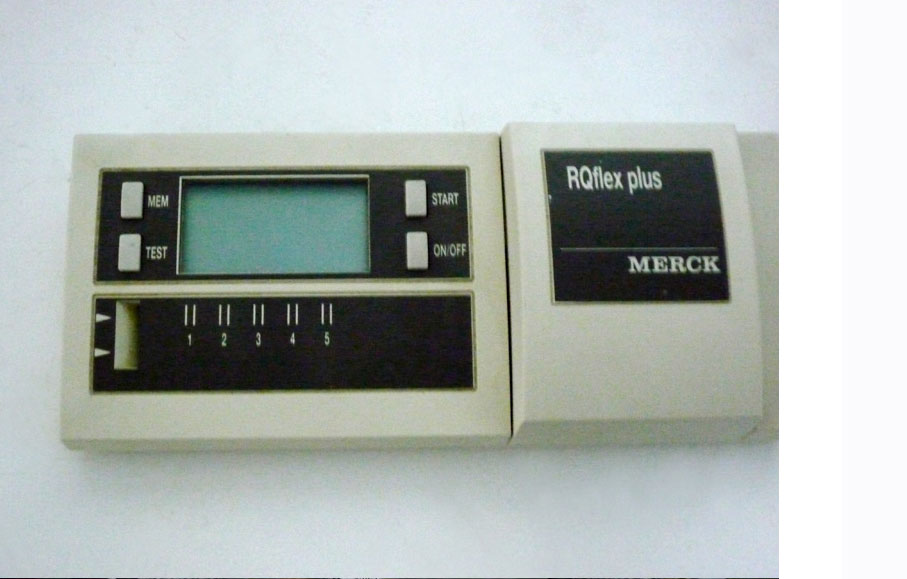 MEM
START
TEST
ON/OFF
1 2 3 4 5
RQflex plus
MERCK